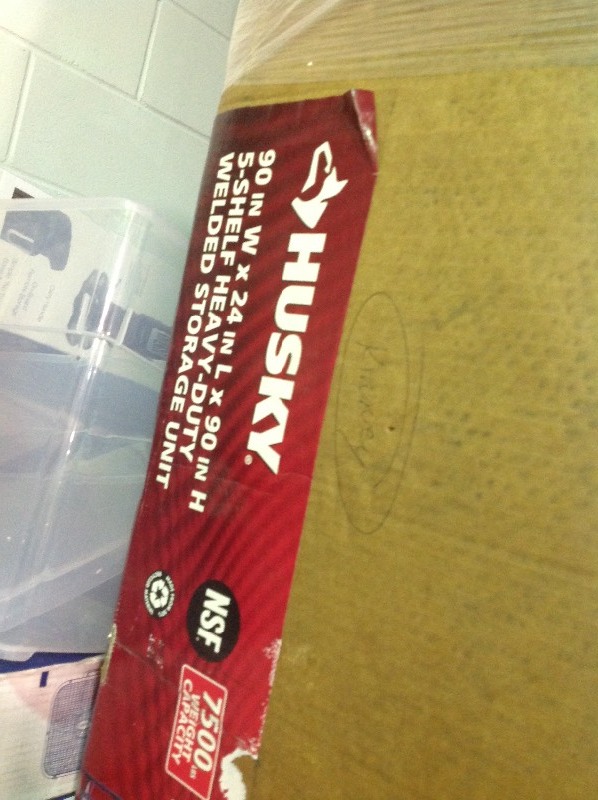 HUSKY®
90 IN W x 24 IN L x 90 IN H
5-SHELF HEAVY-DUTY
WELDED STORAGE UNIT
NSF.
7500
WEIGHT
CAPACITY